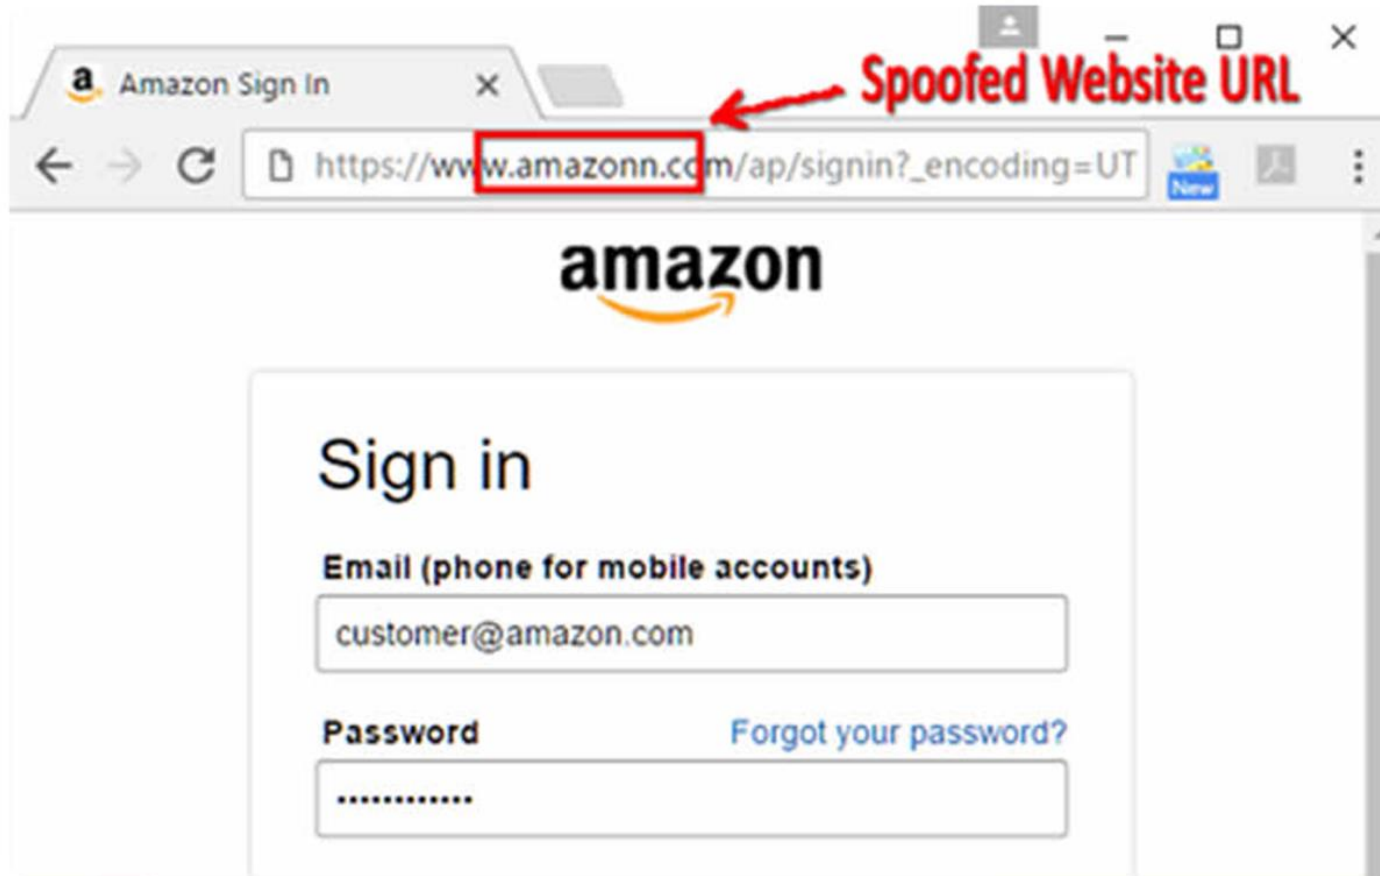 a Amazon Sign In
Spoofed Website URL
https://www.amazonn.com/ap/signin?_encoding=UT
New
amazon
Sign in
Email (phone for mobile accounts)
customer@amazon.com
Password Forgot your password?
••••••••••••